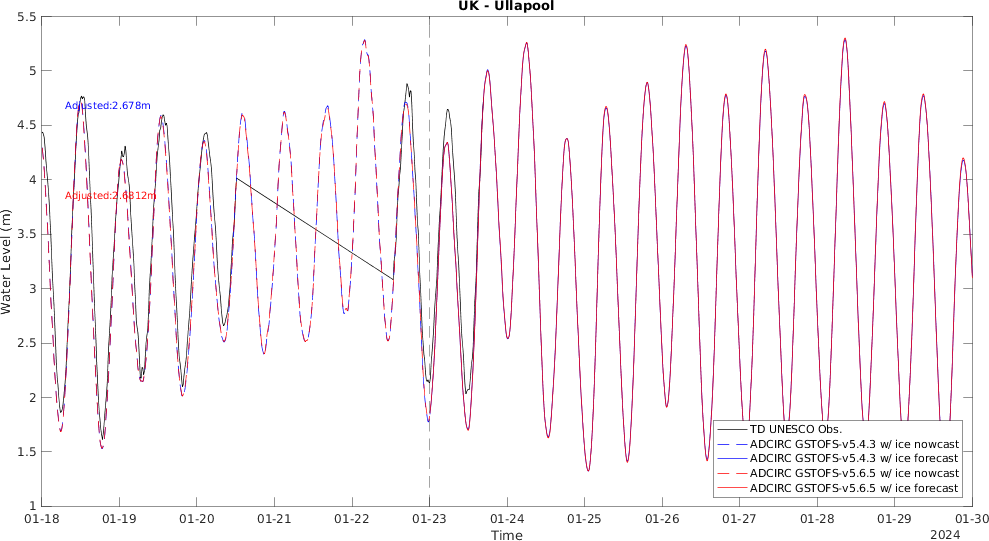 UK - Ullapool
5.5
5
4.5
4
3.5
3
2.5
2
1.5
1
Water Level (m)
Adjusted:2.678m
Adjusted:2.6812m
TD UNESCO Obs.
ADCIRC GSTOFS-v5.4.3 w/ ice nowcast
ADCIRC GSTOFS-v5.4.3 w/ ice forecast
ADCIRC GSTOFS-v5.6.5 w/ ice nowcast
ADCIRC GSTOFS-v5.6.5 w/ ice forecast
01-18 01-19 01-20 01-21 01-22 01-23 01-24 01-25 01-26 01-27 01-28 01-29 01-30
Time
2024